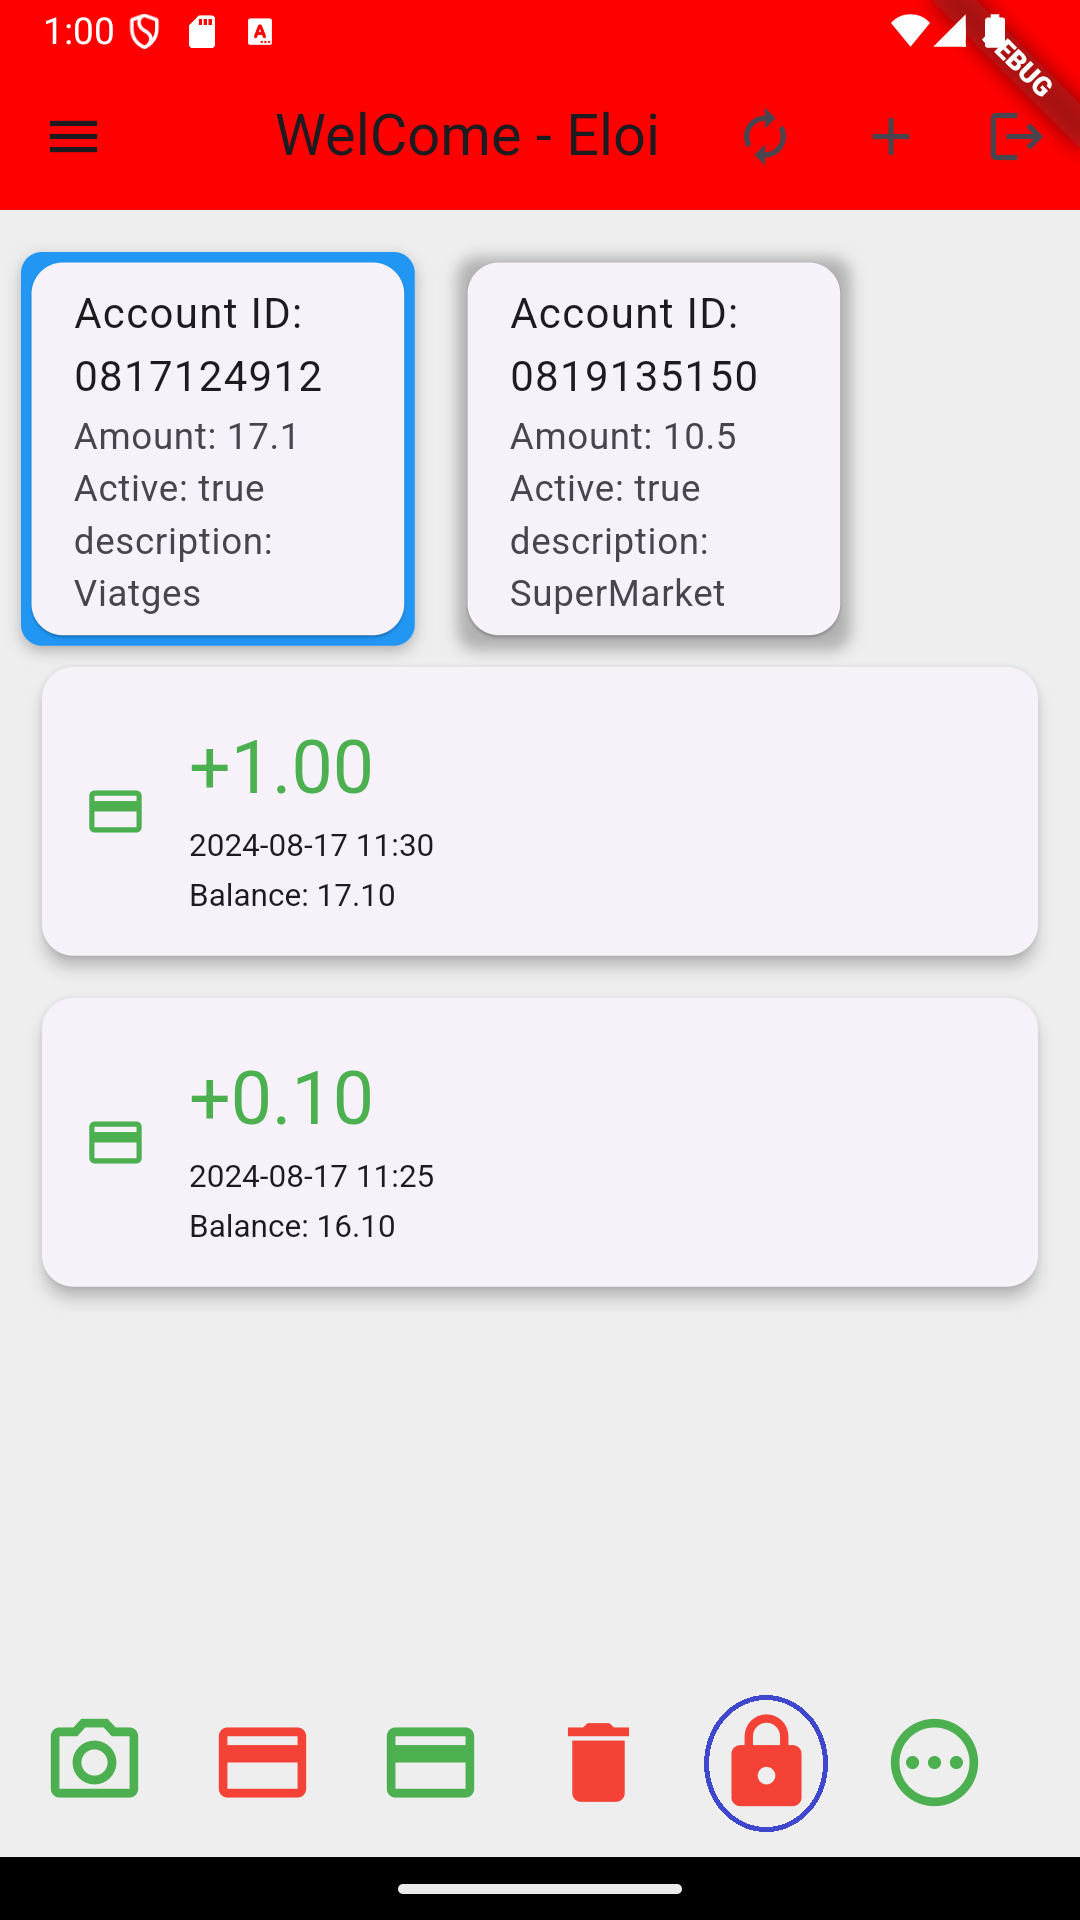 1:00
EBUG
WelCome - Eloi
Account ID:
0817124912
Amount: 17.1
Active: true
description:
Viatges
Account ID:
0819135150
Amount: 10.5
Active: true
description:
SuperMarket
+1.00
2024-08-17 11:30
Balance: 17.10
+0.10
2024-08-17 11:25
Balance: 16.10